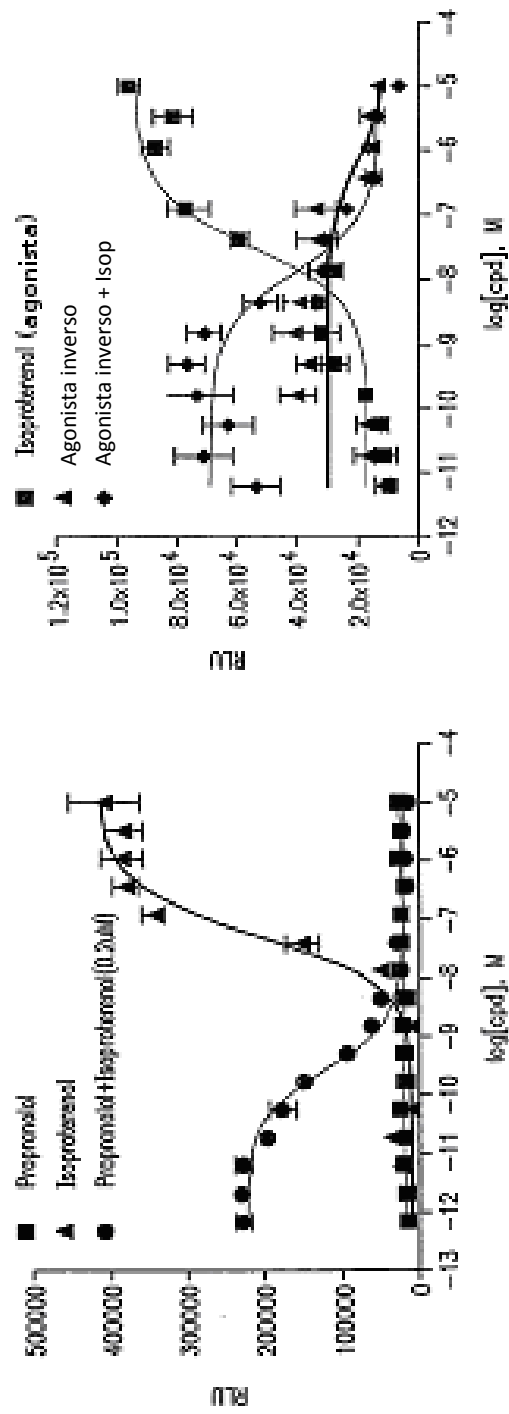 Propronalol
Isoproterenol
Propronalol+Isoproterenol (0.2uM)
500000
400000
300000
200000
100000
0
RLU
-13 -12 -11 -10 -9 -8 -7 -6 -5 -4
log[cpd], M
Isoproterenol (agonista)
Agonista inverso
Agonista inverso + Isop
1.2x10^5
1.0x10^5
8.0x10^4
6.0x10^4
4.0x10^4
2.0x10^4
0
RLU
-12 -11 -10 -9 -8 -7 -6 -5 -4
log[cpd], M